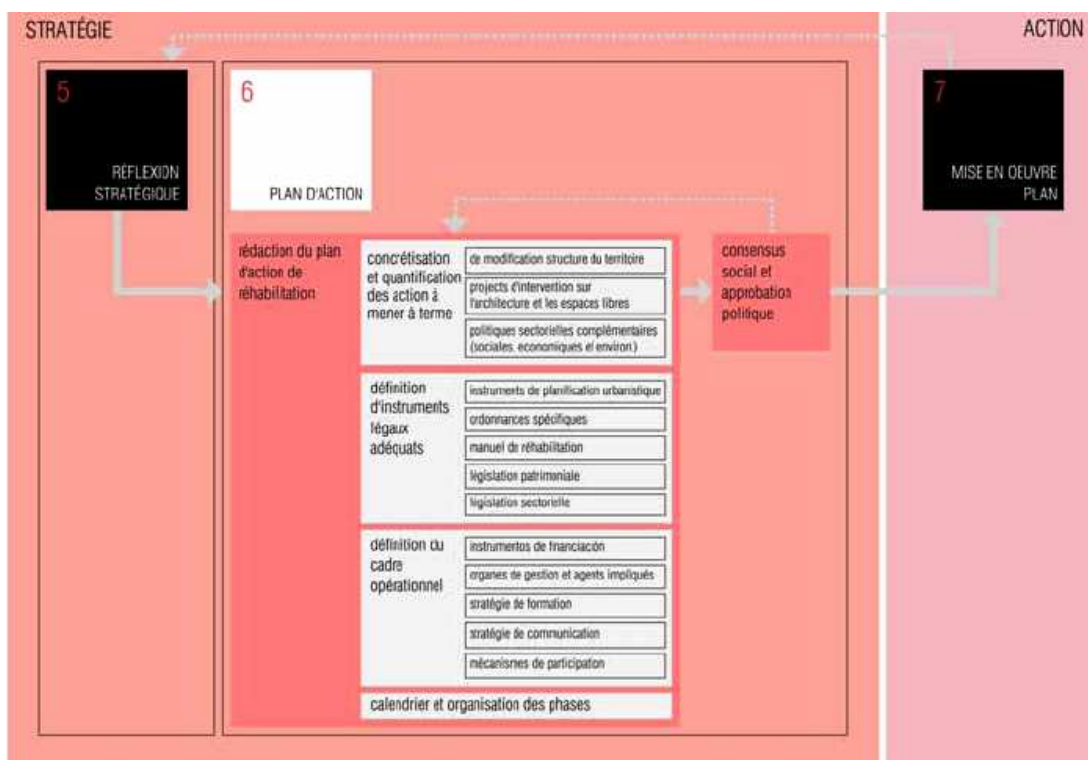 STRATÉGIE
ACTION
5
RÉFLEXION
STRATÉGIQUE
6
PLAN D'ACTION
7
MISE EN OEUVRE
PLAN
rédaction du plan
d'action de
réhabilitation
concrétisation
et quantification
des action à
mener à terme
de modification structure du territoire
projects d'intervention sur
l'architecture et les espaces libres
politiques sectorielles complémentaires
(sociales, economiques et environ.)
consensus
social et
approbation
politique
définition
d'instruments
légaux
adéquats
instruments de planification urbanistique
ordonnances spécifiques
manuel de réhabilitation
législation patrimoniale
législation sectorielle
définition du
cadre
opérationnel
instrumentos de financiación
organes de gestion et agents impliqués
stratégie de formation
stratégie de communication
mécanismes de participation
calendrier et organisation des phases